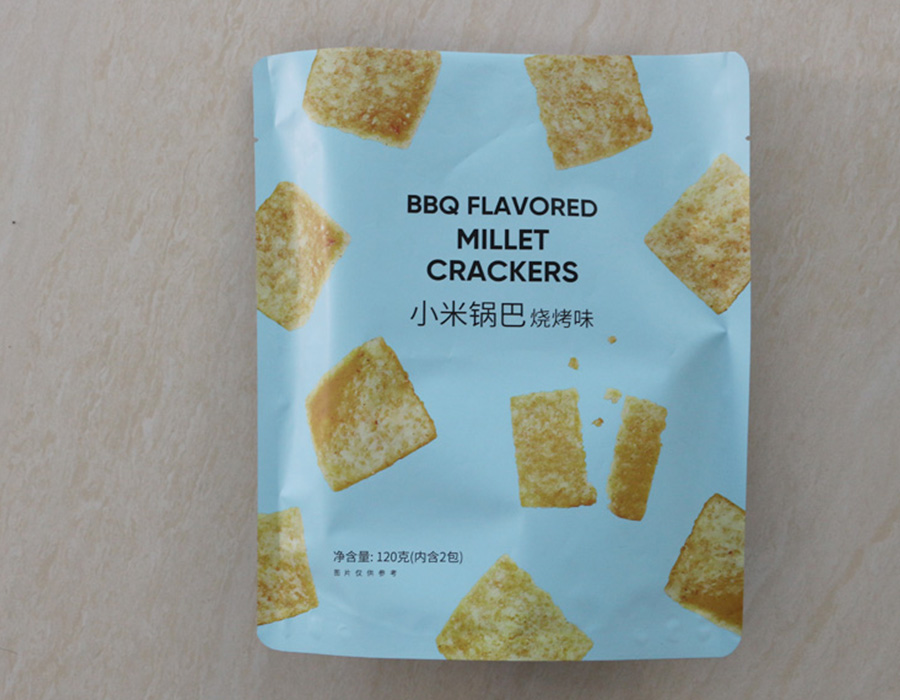 BBQ FLAVORED
MILLET
CRACKERS
小米锅巴 烧烤味
净含量: 120克(内含2包)
图片仅供参考